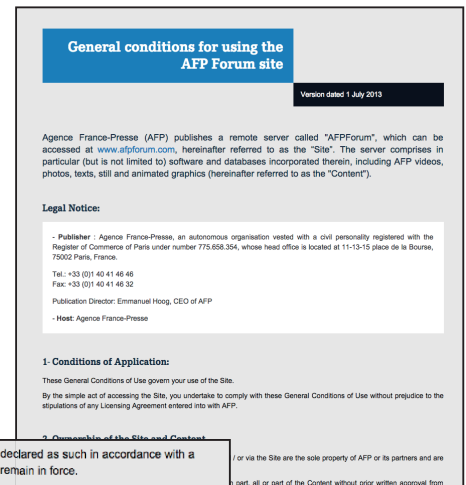 General conditions for using the
AFP Forum site
Version dated 1 July 2013
Agence France-Presse (AFP) publishes a remote server called "AFPForum", which can be
accessed at www.afpforum.com, hereinafter referred to as the "Site". The server comprises in
particular (but is not limited to) software and databases incorporated therein, including AFP videos,
photos, texts, still and animated graphics (hereinafter referred to as the "Content").
Legal Notice:
- Publisher : Agence France-Presse, an autonomous organisation vested with a civil personality registered with the
Register of Commerce of Paris under number 775.658.354, whose head office is located at 11-13-15 place de la Bourse,
75002 Paris, France.
Tel.: +33 (0)1 40 41 46 46
Fax: +33 (0)1 40 41 46 32
Publication Director: Emmanuel Hoog, CEO of AFP
- Host: Agence France-Presse
1- Conditions of Application:
These General Conditions of Use govern your use of the Site.
By the simple act of accessing the Site, you undertake to comply with these General Conditions of Use without prejudice to the
stipulations of any Licensing Agreement entered into with AFP.
2- Ownership of the Site and Content
declared as such in accordance with a
remain in force.
/ or via the Site are the sole property of AFP or its partners and are
part, all or part of the Content without prior written approval from